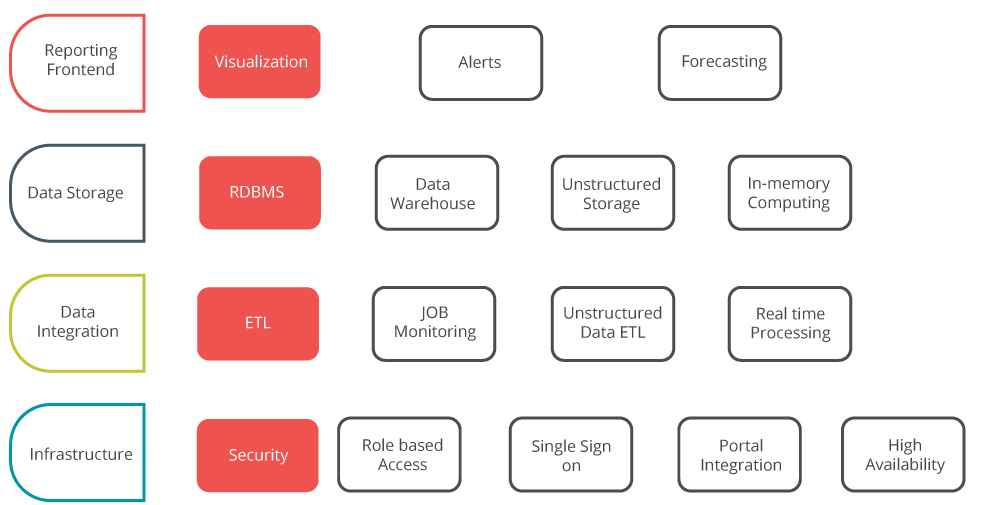 Reporting
Frontend
Visualization
Alerts
Forecasting
Data Storage
RDBMS
Data
Warehouse
Unstructured
Storage
In-memory
Computing
Data
Integration
ETL
JOB
Monitoring
Unstructured
Data ETL
Real time
Processing
Infrastructure
Security
Role based
Access
Single Sign
on
Portal
Integration
High
Availability